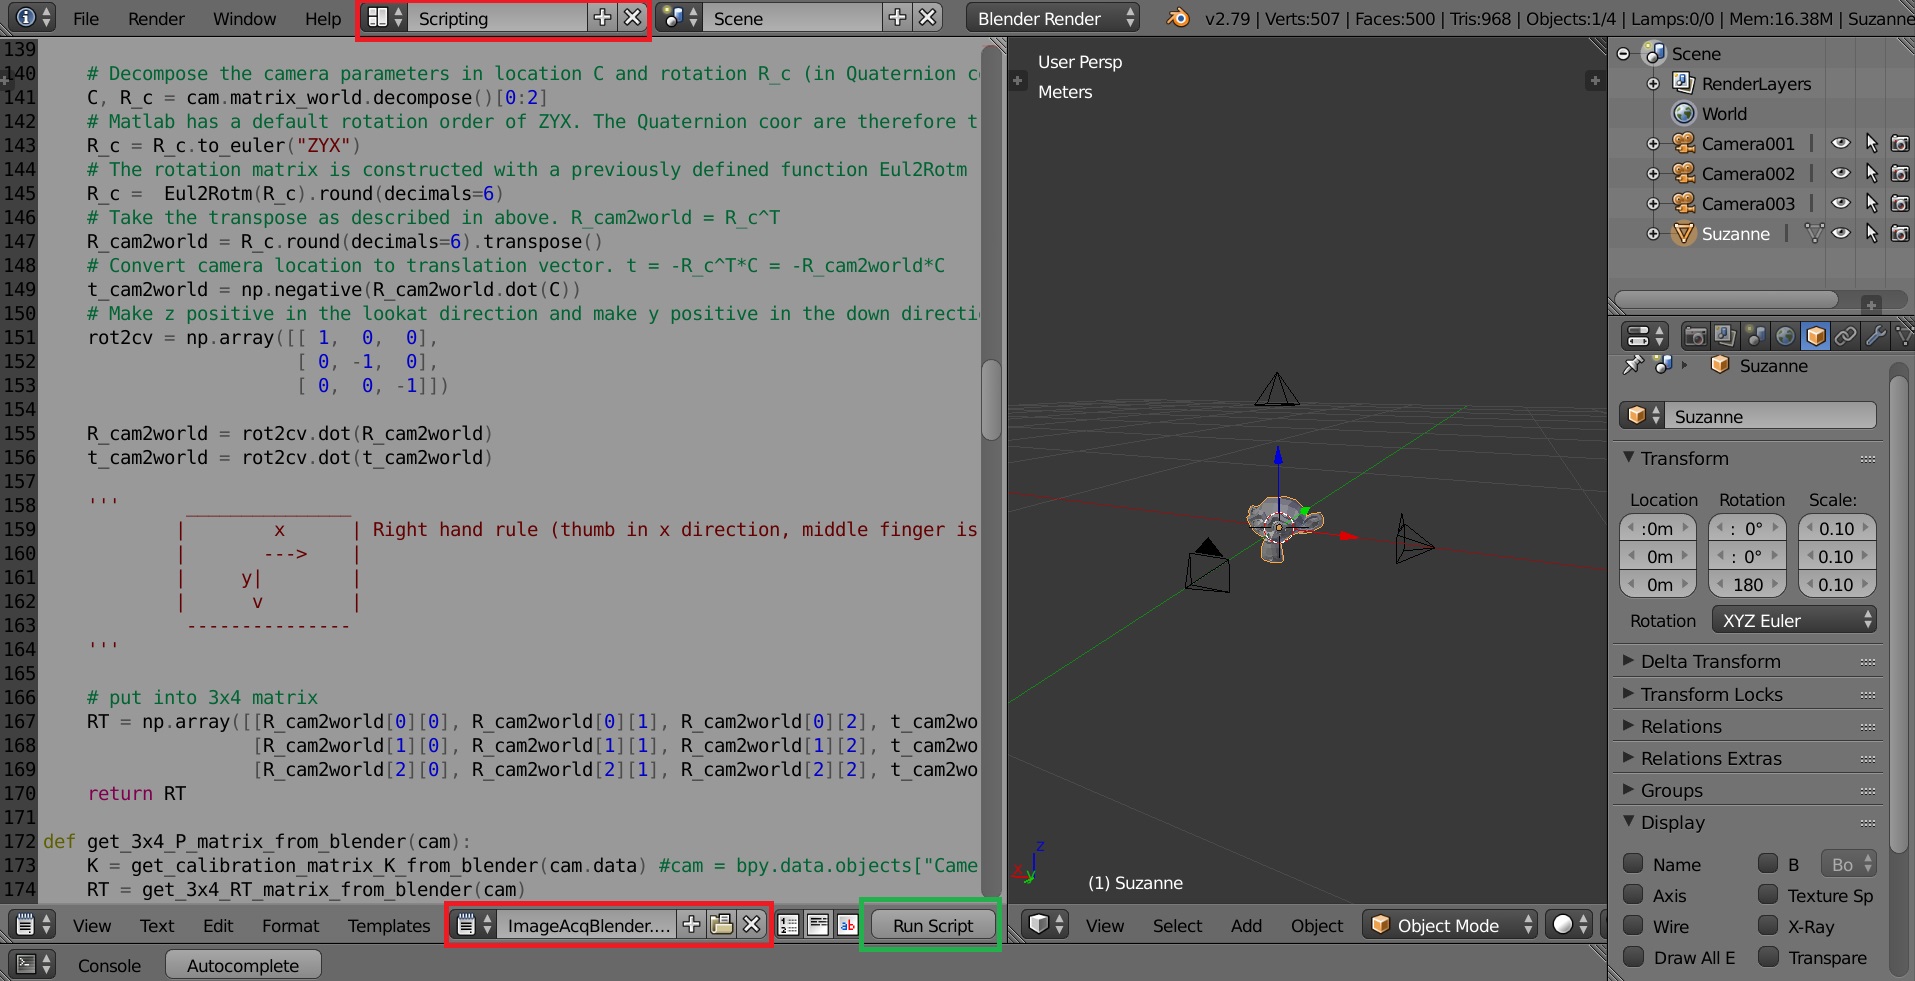 File Render Window Help Scripting Scene Blender Render v2.79 | Verts:507 | Faces:500 | Tris:968 | Objects:1/4 | Lamps:0/0 | Mem:16.38M | Suzanne
139
140 # Decompose the camera parameters in location C and rotation R_c (in Quaternion c
141 C, R_c = cam.matrix_world.decompose()[0:2]
142 # Matlab has a default rotation order of ZYX. The Quaternion coor are therefore t
143 R_c = R_c.to_euler("ZYX")
144 # The rotation matrix is constructed with a previously defined function Eul2Rotm
145 R_c =  Eul2Rotm(R_c).round(decimals=6)
146 # Take the transpose as described in above. R_cam2world = R_c^T
147 R_cam2world = R_c.round(decimals=6).transpose()
148 # Convert camera location to translation vector. t = -R_c^T*C = -R_cam2world*C
149 t_cam2world = np.negative(R_cam2world.dot(C))
150 # Make z positive in the lookat direction and make y positive in the down directi
151 rot2cv = np.array([[ 1,  0,  0],
152 [ 0, -1,  0],
153 [ 0,  0, -1]])
154
155 R_cam2world = rot2cv.dot(R_cam2world)
156 t_cam2world = rot2cv.dot(t_cam2world)
157
158 '''
159 | x | Right hand rule (thumb in x direction, middle finger is
160 | ---> |
161 | y| |
162 | v |
163 ---------------
164 '''
165
166 # put into 3x4 matrix
167 RT = np.array([[R_cam2world[0][0], R_cam2world[0][1], R_cam2world[0][2], t_cam2wo
168 [R_cam2world[1][0], R_cam2world[1][1], R_cam2world[1][2], t_cam2wo
169 [R_cam2world[2][0], R_cam2world[2][1], R_cam2world[2][2], t_cam2wo
170 return RT
171
172 def get_3x4_P_matrix_from_blender(cam):
173 K = get_calibration_matrix_K_from_blender(cam.data) #cam = bpy.data.objects["Came
174 RT = get_3x4_RT_matrix_from_blender(cam)
View Text Edit Format Templates ImageAcqBlender.... ab Run Script
Console Autocomplete
User Persp
Meters
z
x
y
(1) Suzanne
View Select Add Object Object Mode
Scene
RenderLayers
World
Camera001
Camera002
Camera003
Suzanne
Suzanne
Suzanne
Transform
Location Rotation Scale:
:0m : 0° 0.10
0m : 0° 0.10
0m 180 0.10
Rotation XYZ Euler
Delta Transform
Transform Locks
Relations
Relations Extras
Groups
Display
Name B Bo
Axis Texture Sp
Wire X-Ray
Draw All E Transpare